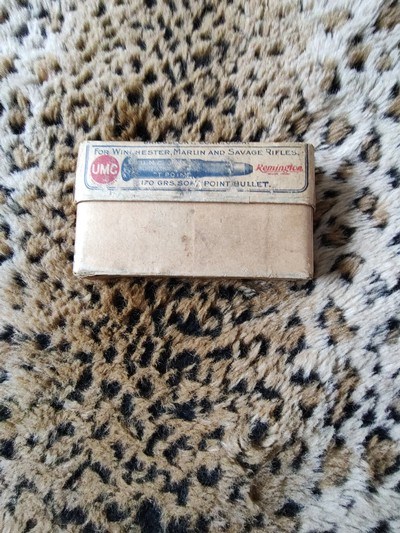 FOR WINCHESTER, MARLIN AND SAVAGE RIFLES.
UMC
Remington
170 GRS. SOFT POINT BULLET.